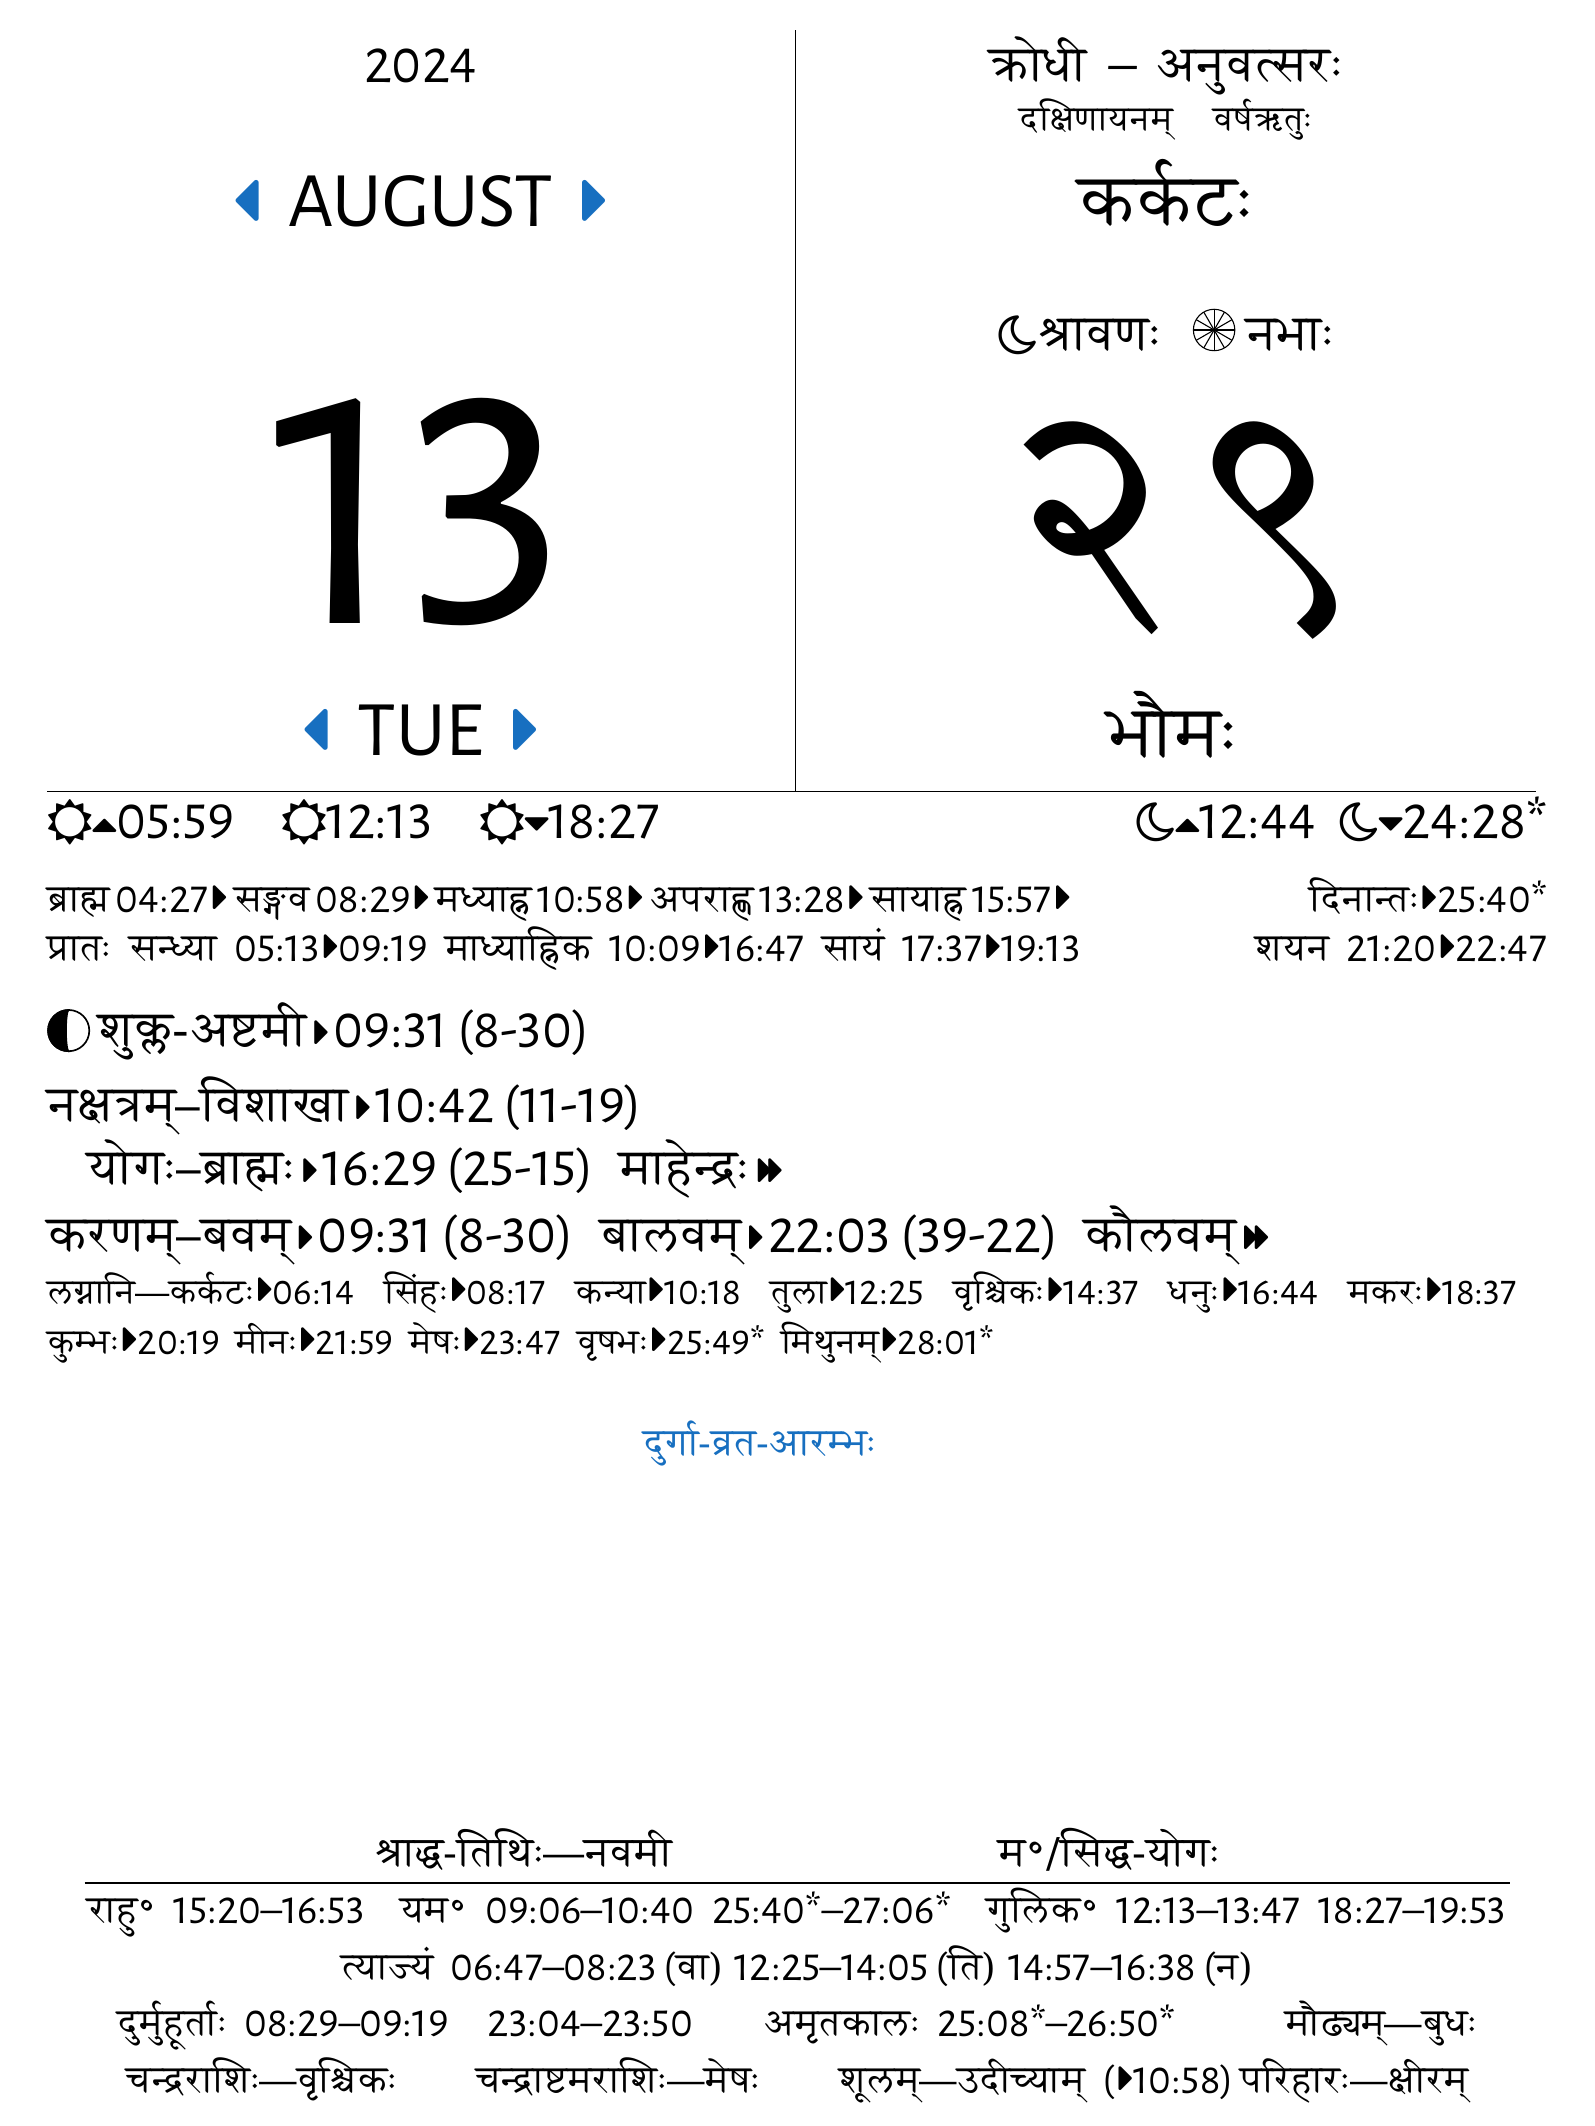 2024
AUGUST
13
TUE
क्रोधी – अनुवत्सरः
दक्षिणायनम् वर्षऋतुः
कर्कटः
श्रावणः नभाः
२९
भौमः
05:59 12:13 18:27 12:44 24:28*
ब्राह्म 04:27 सङ्गव 08:29 मध्याह्न 10:58 अपराह्ण 13:28 सायाह्न 15:57 दिनान्तः 25:40*
प्रातः सन्ध्या 05:13 09:19 माध्याह्निक 10:09 16:47 सायं 17:37 19:13 शयन 21:20 22:47
शुक्ल-अष्टमी 09:31 (8-30)
नक्षत्रम्–विशाखा 10:42 (11-19)
योगः–ब्राह्मः 16:29 (25-15) माहेन्द्रः
करणम्–बवम् 09:31 (8-30) बालवम् 22:03 (39-22) कौलवम्
लग्नानि—कर्कटः 06:14 सिंहः 08:17 कन्या 10:18 तुला 12:25 वृश्चिकः 14:37 धनुः 16:44 मकरः 18:37
कुम्भः 20:19 मीनः 21:59 मेषः 23:47 वृषभः 25:49* मिथुनम् 28:01*
दुर्गा-व्रत-आरम्भः
श्राद्ध-तिथिः—नवमी म॰/सिद्ध-योगः
राहु॰ 15:20–16:53 यम॰ 09:06–10:40 25:40*–27:06* गुलिक॰ 12:13–13:47 18:27–19:53
त्याज्यं 06:47–08:23 (वा) 12:25–14:05 (ति) 14:57–16:38 (न)
दुर्मुहूर्ताः 08:29–09:19 23:04–23:50 अमृतकालः 25:08*–26:50* मौढ्यम्—बुधः
चन्द्रराशिः—वृश्चिकः चन्द्राष्टमराशिः—मेषः शूलम्—उदीच्याम् (10:58) परिहारः—क्षीरम्